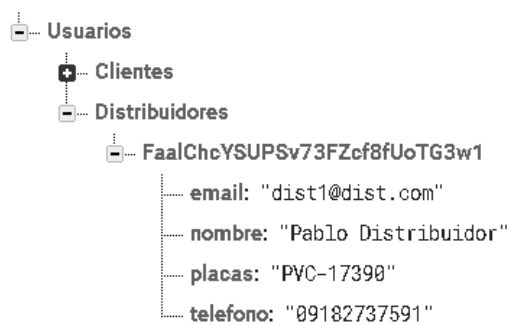 Usuarios
Clientes
Distribuidores
FaalChcYSUPSv73FZcf8fUoTG3w1
email: "dist1@dist.com"
nombre: "Pablo Distribuidor"
placas: "PVC-17390"
telefono: "09182737591"